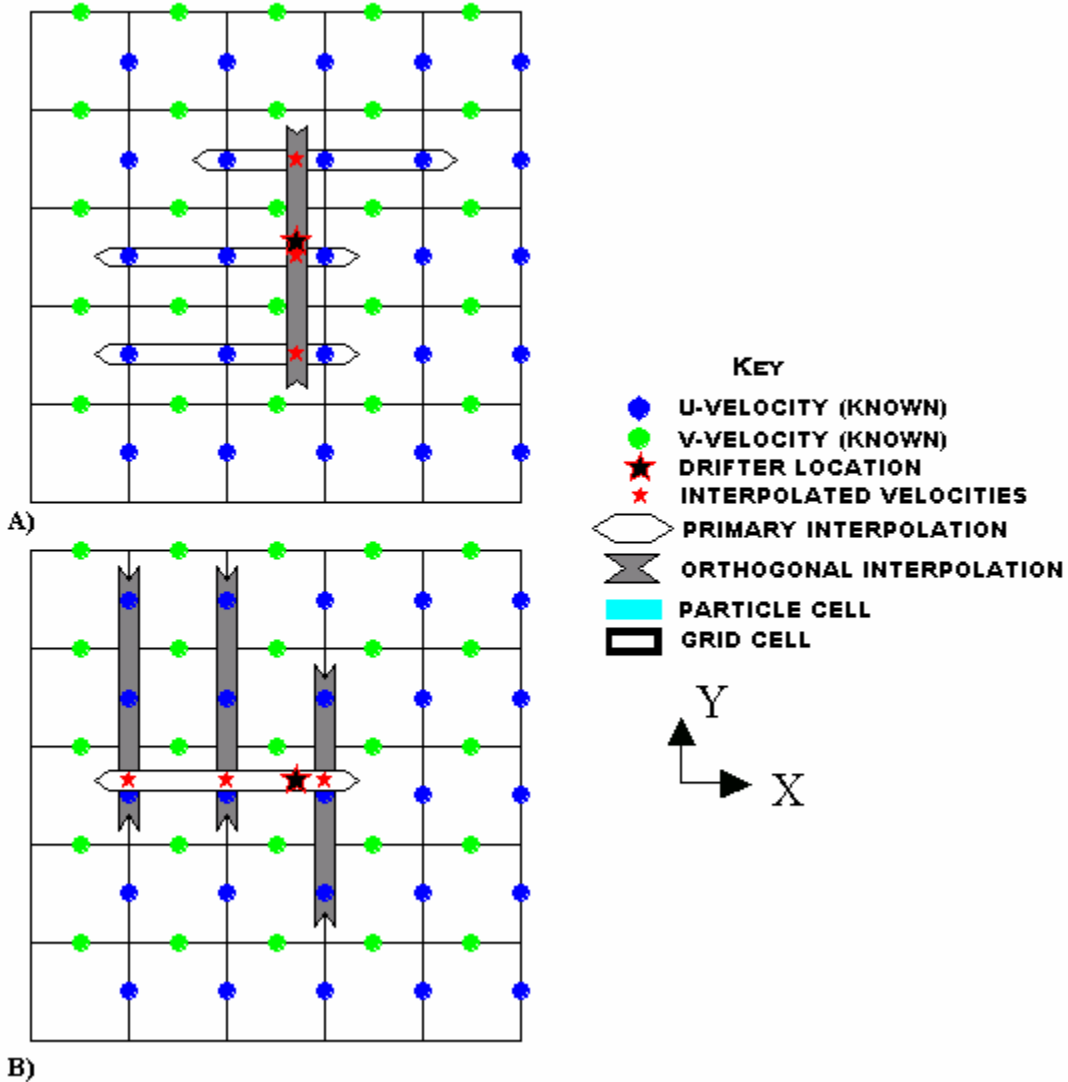 A)
KEY
U-VELOCITY (KNOWN)
V-VELOCITY (KNOWN)
DRIFTER LOCATION
INTERPOLATED VELOCITIES
PRIMARY INTERPOLATION
ORTHOGONAL INTERPOLATION
PARTICLE CELL
GRID CELL
Y
X
B)